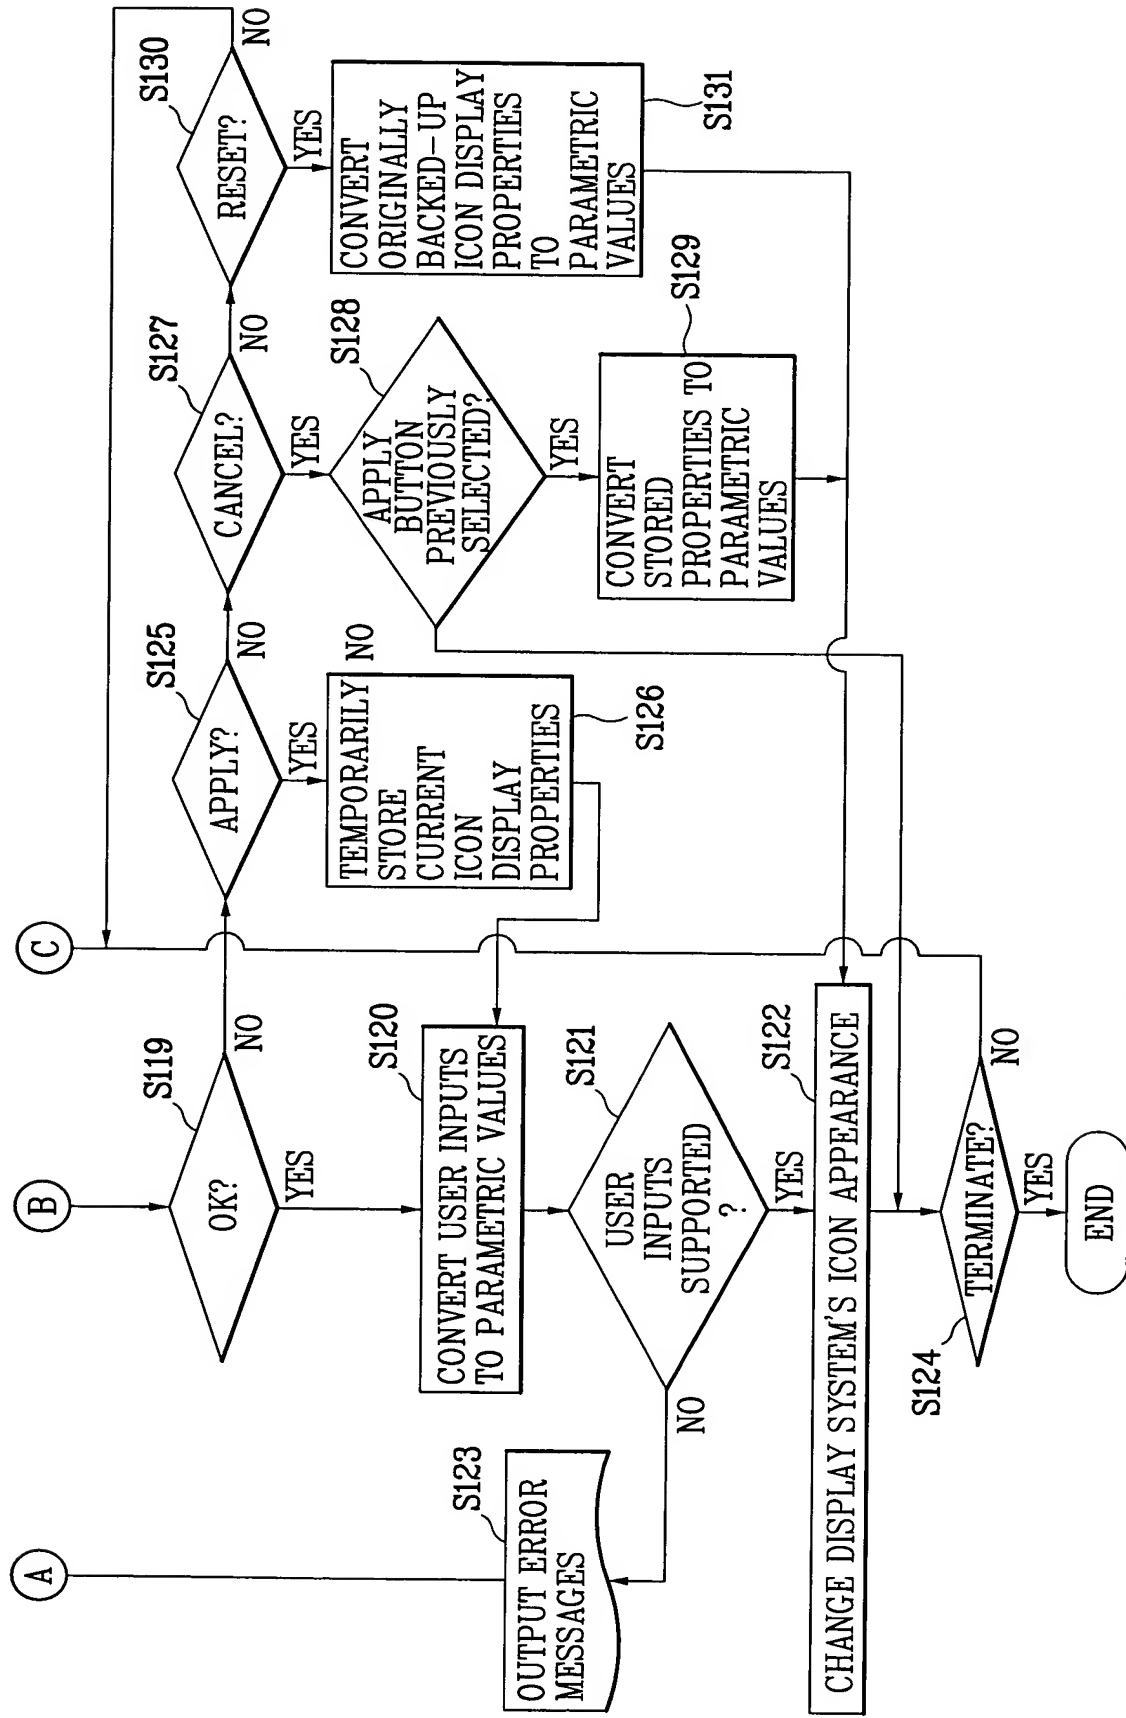 A
B
C
S119
OK?
NO
YES
S125
APPLY?
NO
YES
S127
CANCEL?
NO
YES
S130
RESET?
NO
YES
S120
CONVERT USER INPUTS
TO PARAMETRIC VALUES
TEMPORARILY
STORE
CURRENT
ICON
DISPLAY
PROPERTIES
S126
NO
S128
APPLY
BUTTON
PREVIOUSLY
SELECTED?
YES
CONVERT
ORIGINALLY
BACKED-UP
ICON DISPLAY
PROPERTIES
TO
PARAMETRIC
VALUES
S131
S123
OUTPUT ERROR
MESSAGES
S121
USER
INPUTS
SUPPORTED
?
NO
YES
S129
CONVERT
STORED
PROPERTIES TO
PARAMETRIC
VALUES
S122
CHANGE DISPLAY SYSTEM'S ICON APPEARANCE
S124
TERMINATE?
NO
YES
END